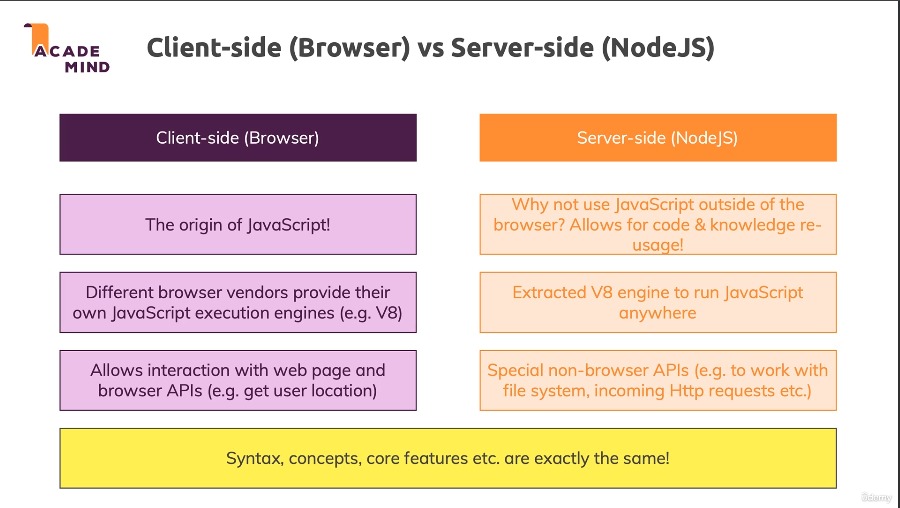 ACADE
MIND
Client-side (Browser) vs Server-side (NodeJS)
Client-side (Browser)
Server-side (NodeJS)
The origin of JavaScript!
Why not use JavaScript outside of the
browser? Allows for code & knowledge re-
usage!
Different browser vendors provide their
own JavaScript execution engines (e.g. V8)
Extracted V8 engine to run JavaScript
anywhere
Allows interaction with web page and
browser APIs (e.g. get user location)
Special non-browser APIs (e.g. to work with
file system, incoming Http requests etc.)
Syntax, concepts, core features etc. are exactly the same!
Udemy